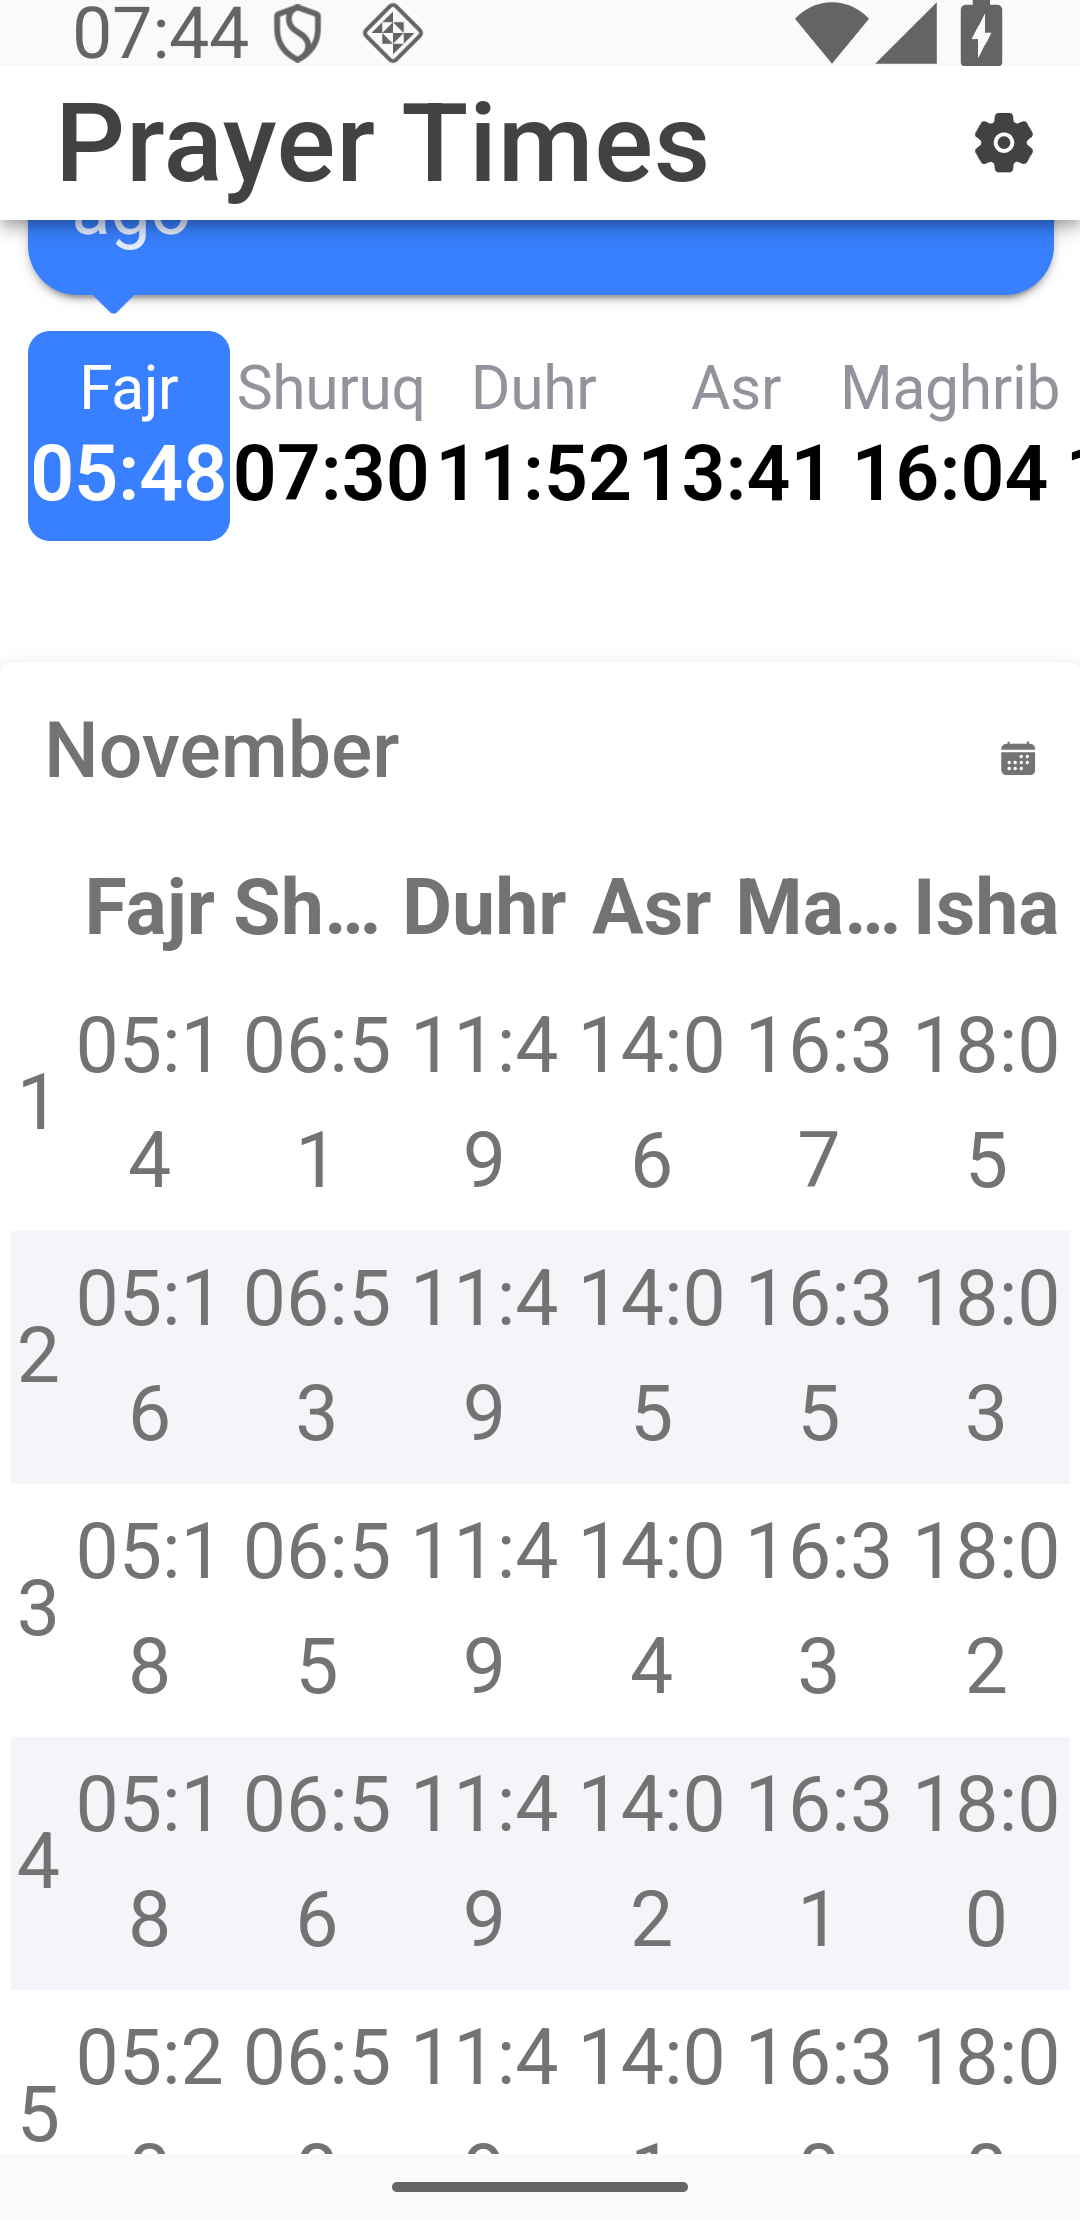 07:44
Prayer Times
ago
Fajr Shuruq Duhr Asr Maghrib
05:48 07:30 11:52 13:41 16:04
November
Fajr Sh... Duhr Asr Ma... Isha
05:1 06:5 11:4 14:0 16:3 18:0
1
4 1 9 6 7 5
05:1 06:5 11:4 14:0 16:3 18:0
2
6 3 9 5 5 3
05:1 06:5 11:4 14:0 16:3 18:0
3
8 5 9 4 3 2
05:1 06:5 11:4 14:0 16:3 18:0
4
8 6 9 2 1 0
05:2 06:5 11:4 14:0 16:3 18:0
5